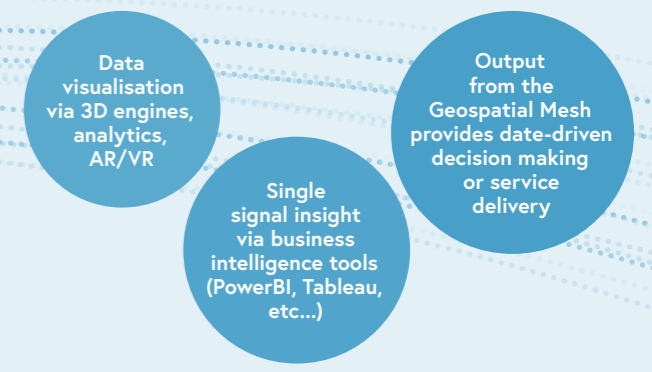 Data
visualisation
via 3D engines,
analytics,
AR/VR
Single
signal insight
via business
intelligence tools
(PowerBI, Tableau,
etc...)
Output
from the
Geospatial Mesh
provides date-driven
decision making
or service
delivery